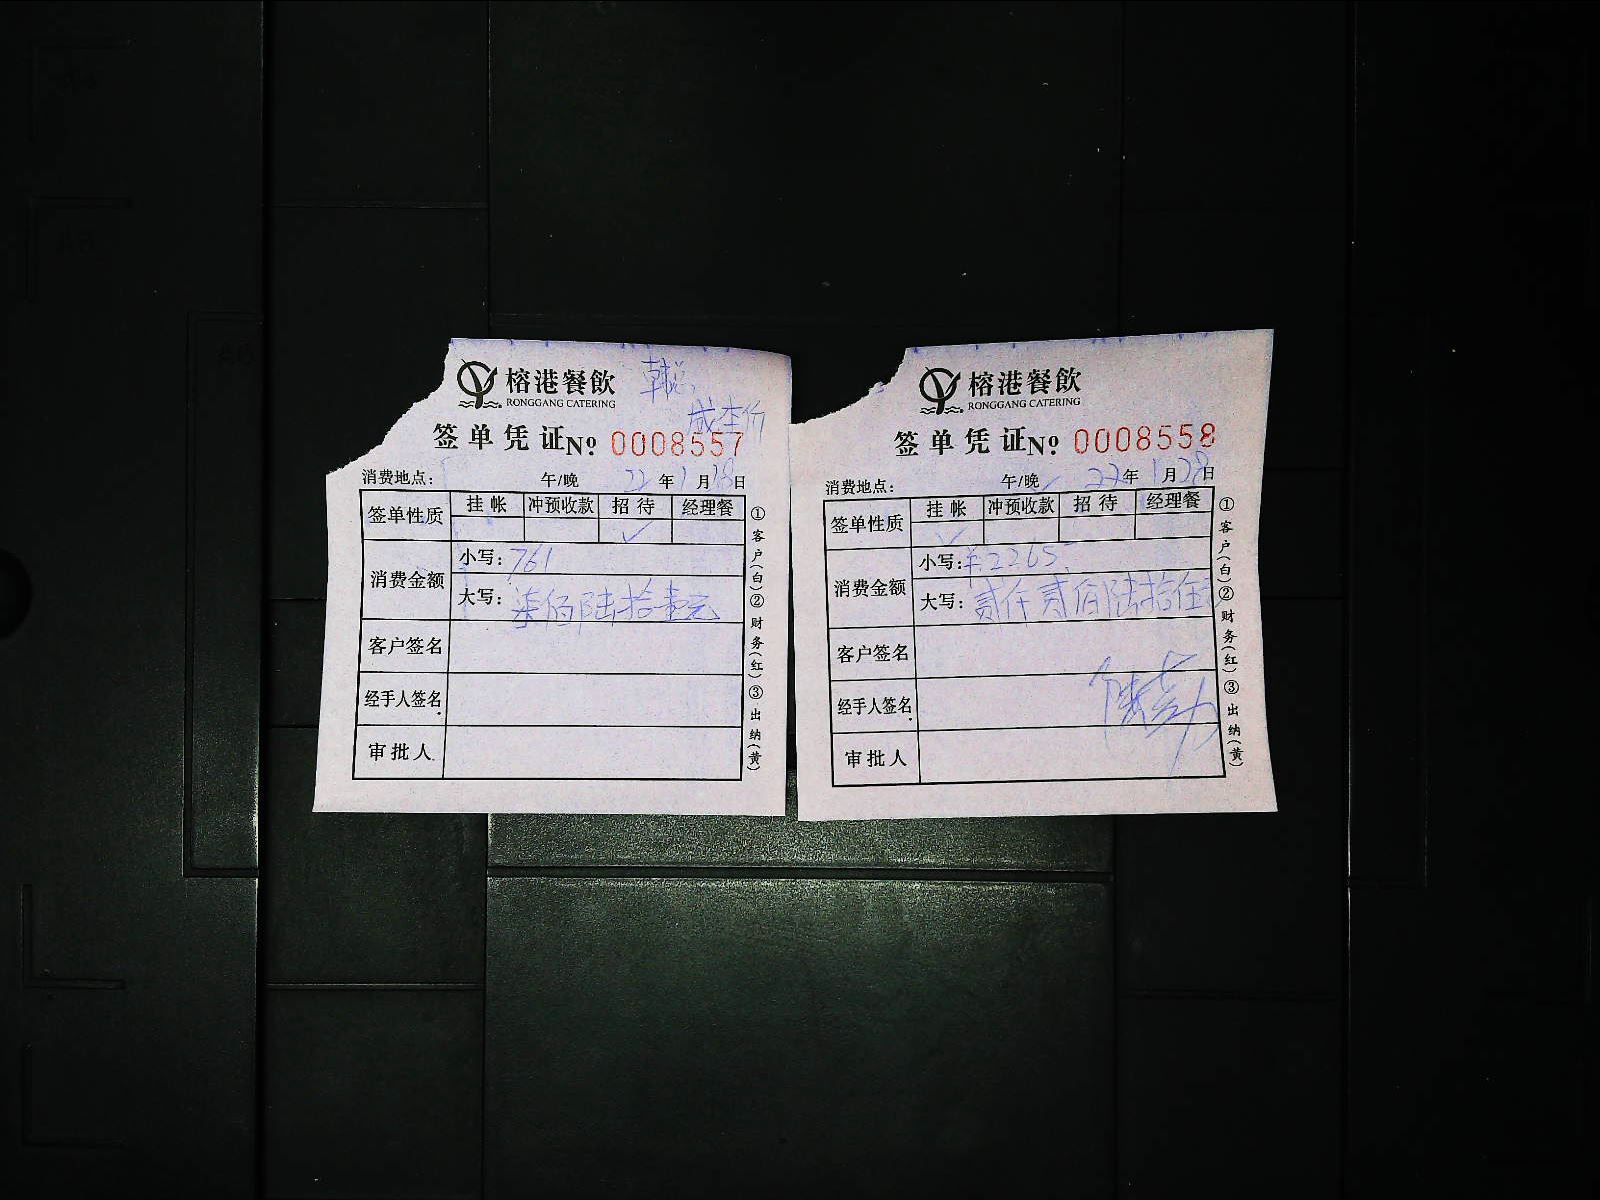 榕港餐飲
RONGGANG CATERING
成本价
签单凭证№ 0008557
消费地点： 午/晚 22年1月18日
签单性质 挂帐 冲预收款 招待 经理餐
✓
消费金额 小写：761
大写：柒佰陆拾壹元
客户签名
经手人签名
审批人
①客户（白）②财务（红）③出纳（黄）
榕港餐飲
RONGGANG CATERING
签单凭证№ 0008558
消费地点： 午/晚✓ 22年1月28日
签单性质 挂帐 冲预收款 招待 经理餐
✓
消费金额 小写：¥2265
大写：贰仟贰佰陆拾伍
客户签名
经手人签名
审批人
①客户（白）②财务（红）③出纳（黄）